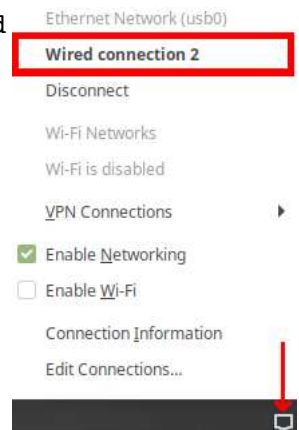 Ethernet Network (usb0)
Wired connection 2
Disconnect
Wi-Fi Networks
Wi-Fi is disabled
VPN Connections
Enable Networking
Enable Wi-Fi
Connection Information
Edit Connections...